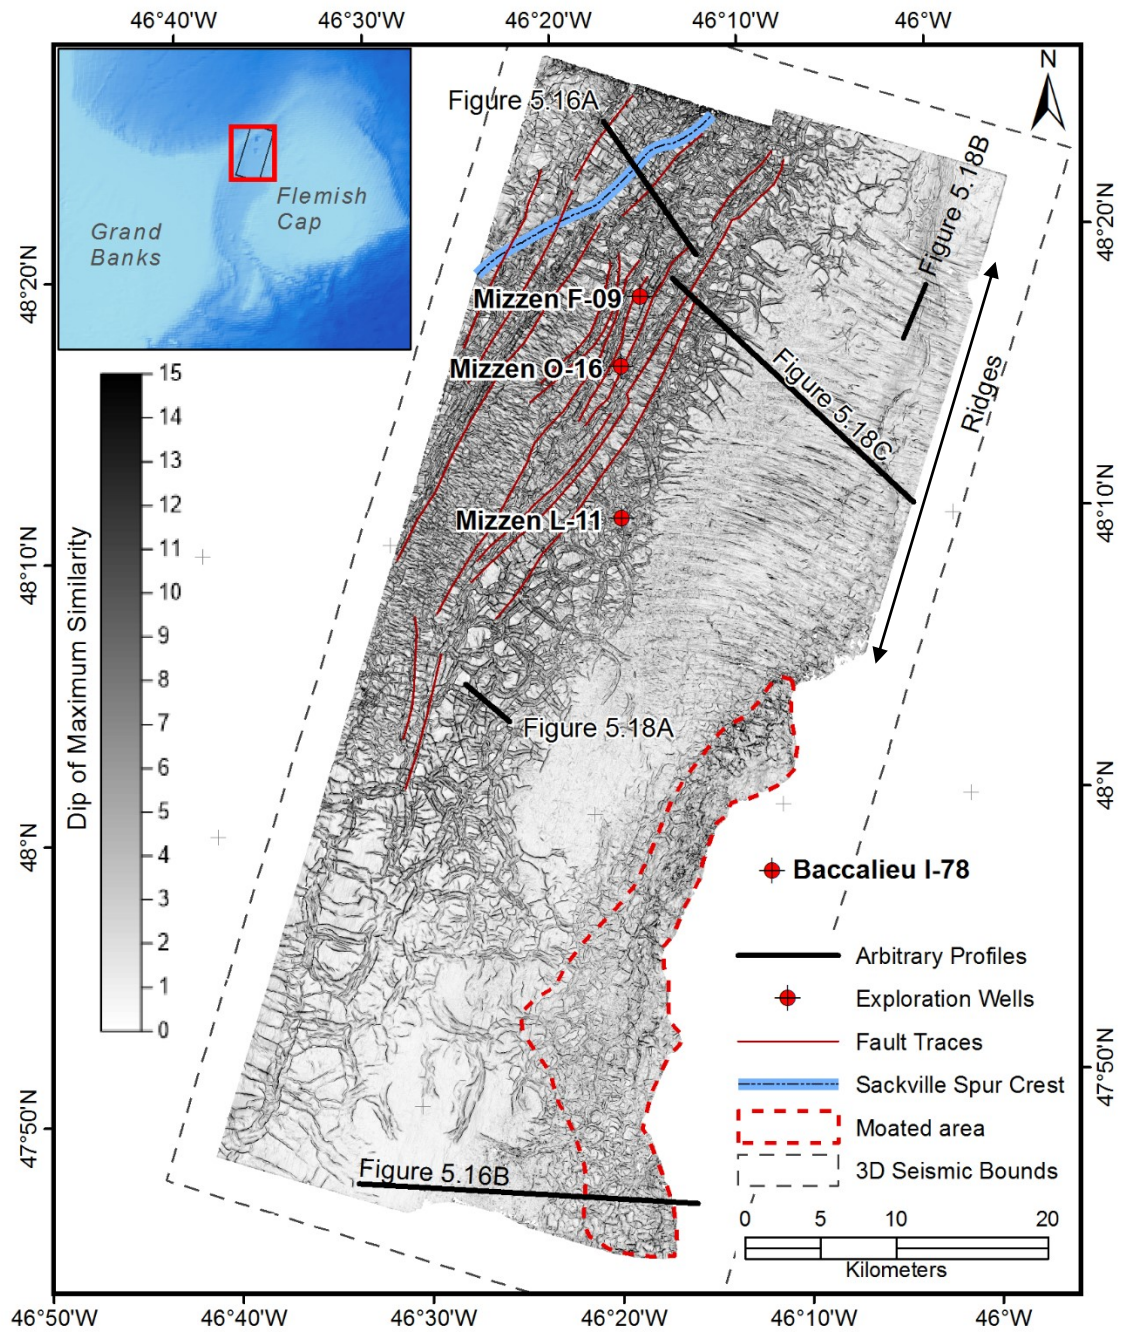 46°40'W
46°30'W
46°20'W
46°10'W
46°W
N
Figure 5.16A
Figure 5.18B
Flemish
Cap
Grand
Banks
48°20'N
48°20'N
Mizzen F-09
Mizzen O-16
Figure 5.18C
Ridges
15
14
13
12
11
10
9
8
7
6
5
4
3
2
1
0
Dip of Maximum Similarity
48°10'N
48°10'N
Mizzen L-11
Figure 5.18A
48°N
48°N
Baccalieu I-78
Arbitrary Profiles
Exploration Wells
Fault Traces
Sackville Spur Crest
Moated area
3D Seismic Bounds
47°50'N
47°50'N
Figure 5.16B
0 5 10 20
Kilometers
46°50'W
46°40'W
46°30'W
46°20'W
46°10'W
46°W